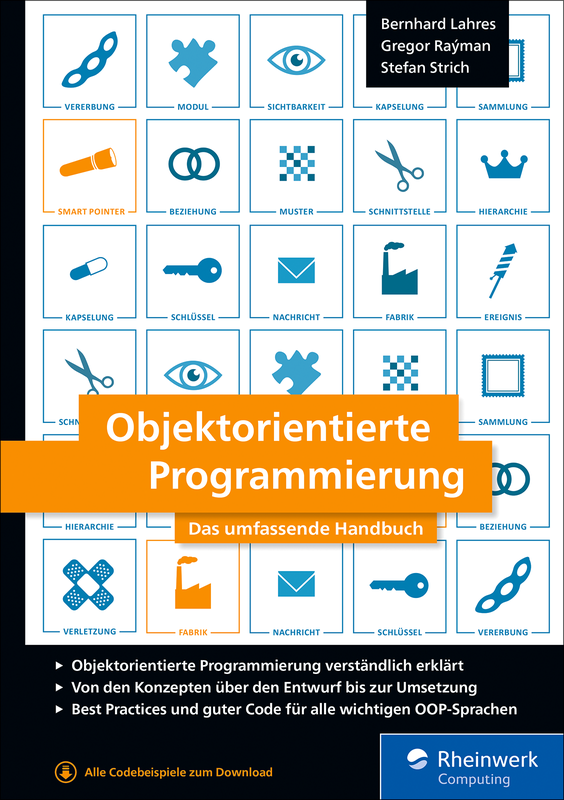 Bernhard Lahres
Gregor Raýman
Stefan Strich
VERERBUNG
MODUL
SICHTBARKEIT
KAPSELUNG
SAMMLUNG
SMART POINTER
BEZIEHUNG
MUSTER
SCHNITTSTELLE
HIERARCHIE
KAPSELUNG
SCHLÜSSEL
NACHRICHT
FABRIK
EREIGNIS
SAMMLUNG
Objektorientierte
Programmierung
Das umfassende Handbuch
HIERARCHIE
BEZIEHUNG
VERLETZUNG
FABRIK
NACHRICHT
SCHLÜSSEL
VERERBUNG
Objektorientierte Programmierung verständlich erklärt
Von den Konzepten über den Entwurf bis zur Umsetzung
Best Practices und guter Code für alle wichtigen OOP-Sprachen
Alle Codebeispiele zum Download
Rheinwerk
Computing